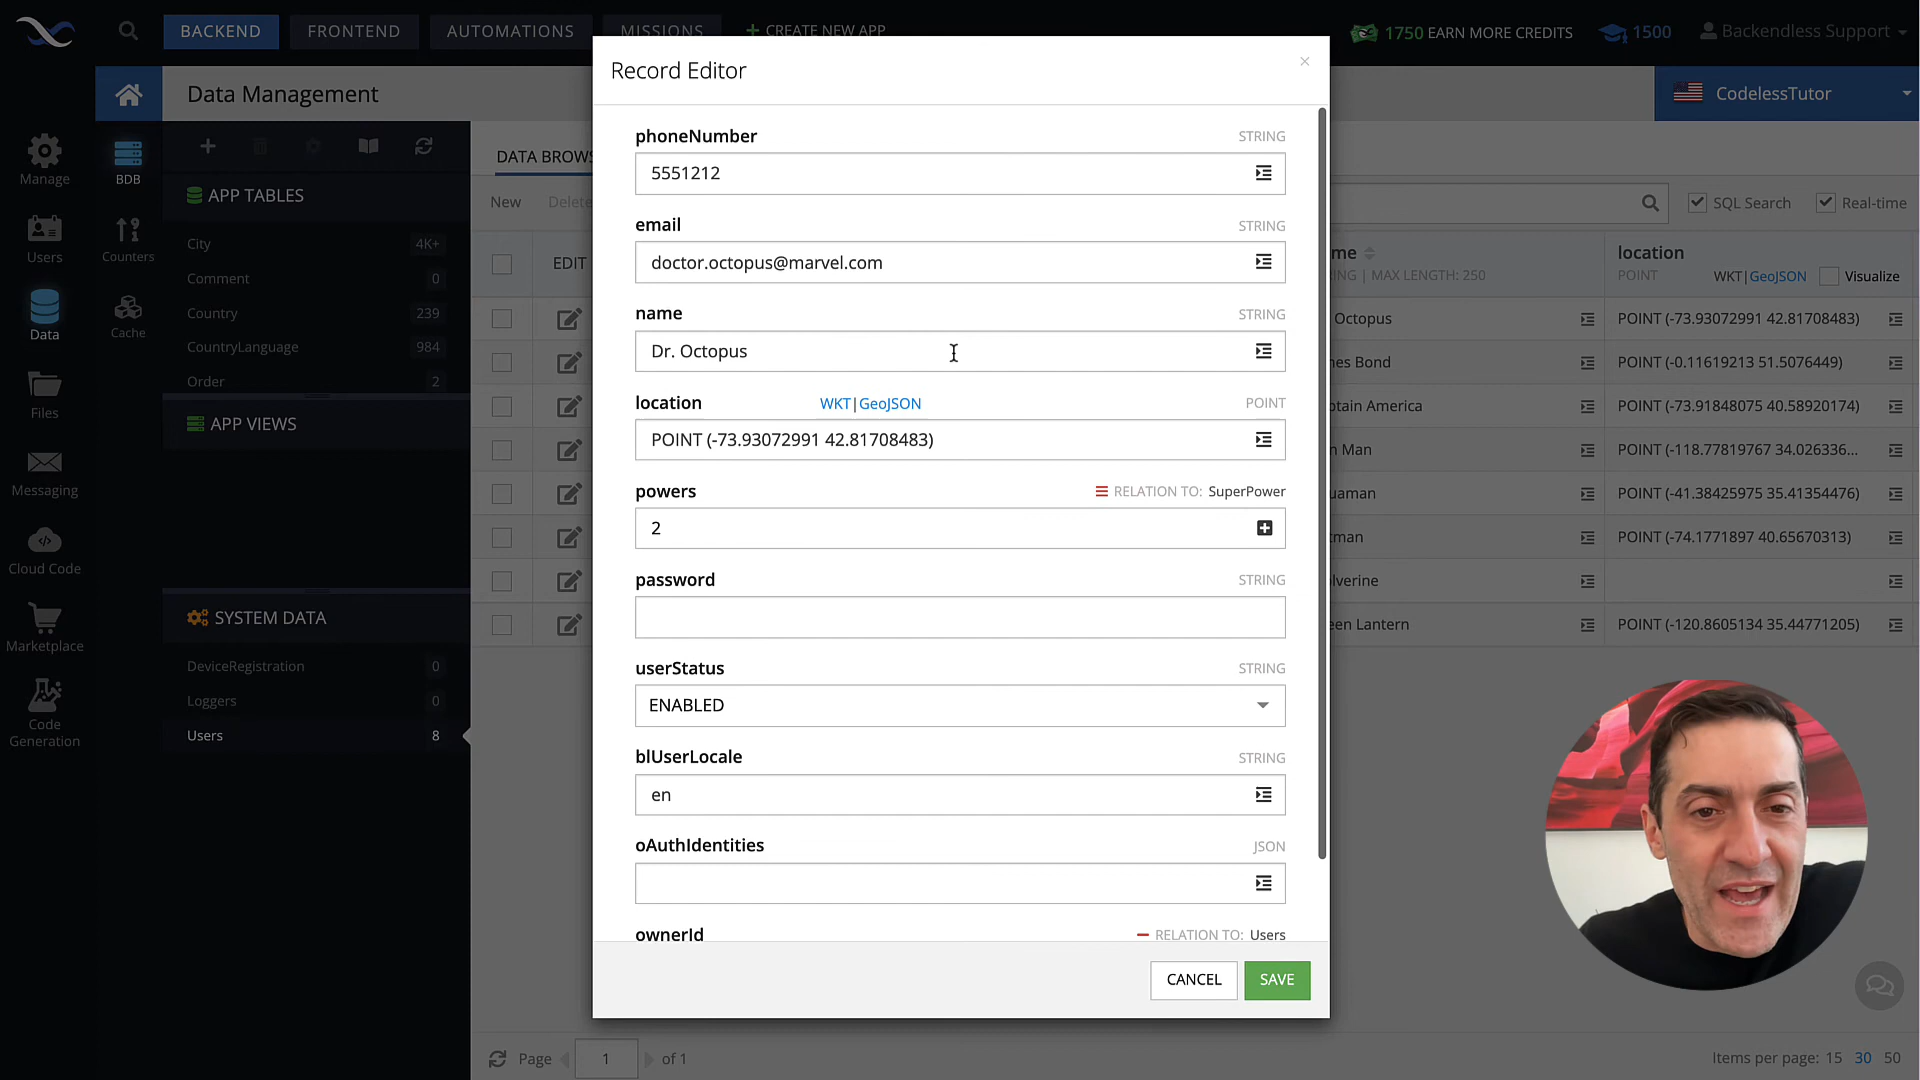 BACKEND
FRONTEND
AUTOMATIONS
MISSIONS
CREATE NEW APP
1750 EARN MORE CREDITS
1500
Backendless Support
Data Management
CodelessTutor
Manage
Users
Data
Files
Messaging
Cloud Code
Marketplace
Code
Generation
BDB
Counters
Cache
APP TABLES
City 4K+
Comment 0
Country 239
CountryLanguage 984
Order 2
APP VIEWS
SYSTEM DATA
DeviceRegistration 0
Loggers 0
Users 8
DATA BROWS
New Delete
EDIT
Record Editor
×
phoneNumber STRING
5551212
email STRING
doctor.octopus@marvel.com
name STRING
Dr. Octopus
location WKT|GeoJSON POINT
POINT (-73.93072991 42.81708483)
powers RELATION TO: SuperPower
2
password STRING
userStatus STRING
ENABLED
blUserLocale STRING
en
oAuthIdentities JSON
ownerId RELATION TO: Users
CANCEL SAVE
SQL Search
Real-time
me location
ING | MAX LENGTH: 250 POINT WKT|GeoJSON Visualize
Octopus POINT (-73.93072991 42.81708483)
nes Bond POINT (-0.11619213 51.5076449)
ptain America POINT (-73.91848075 40.58920174)
n Man POINT (-118.77819767 34.026336...
uaman POINT (-41.38425975 35.41354476)
tman POINT (-74.1771897 40.65670313)
olverine
een Lantern POINT (-120.8605134 35.44771205)
Page 1 of 1
Items per page: 15 30 50